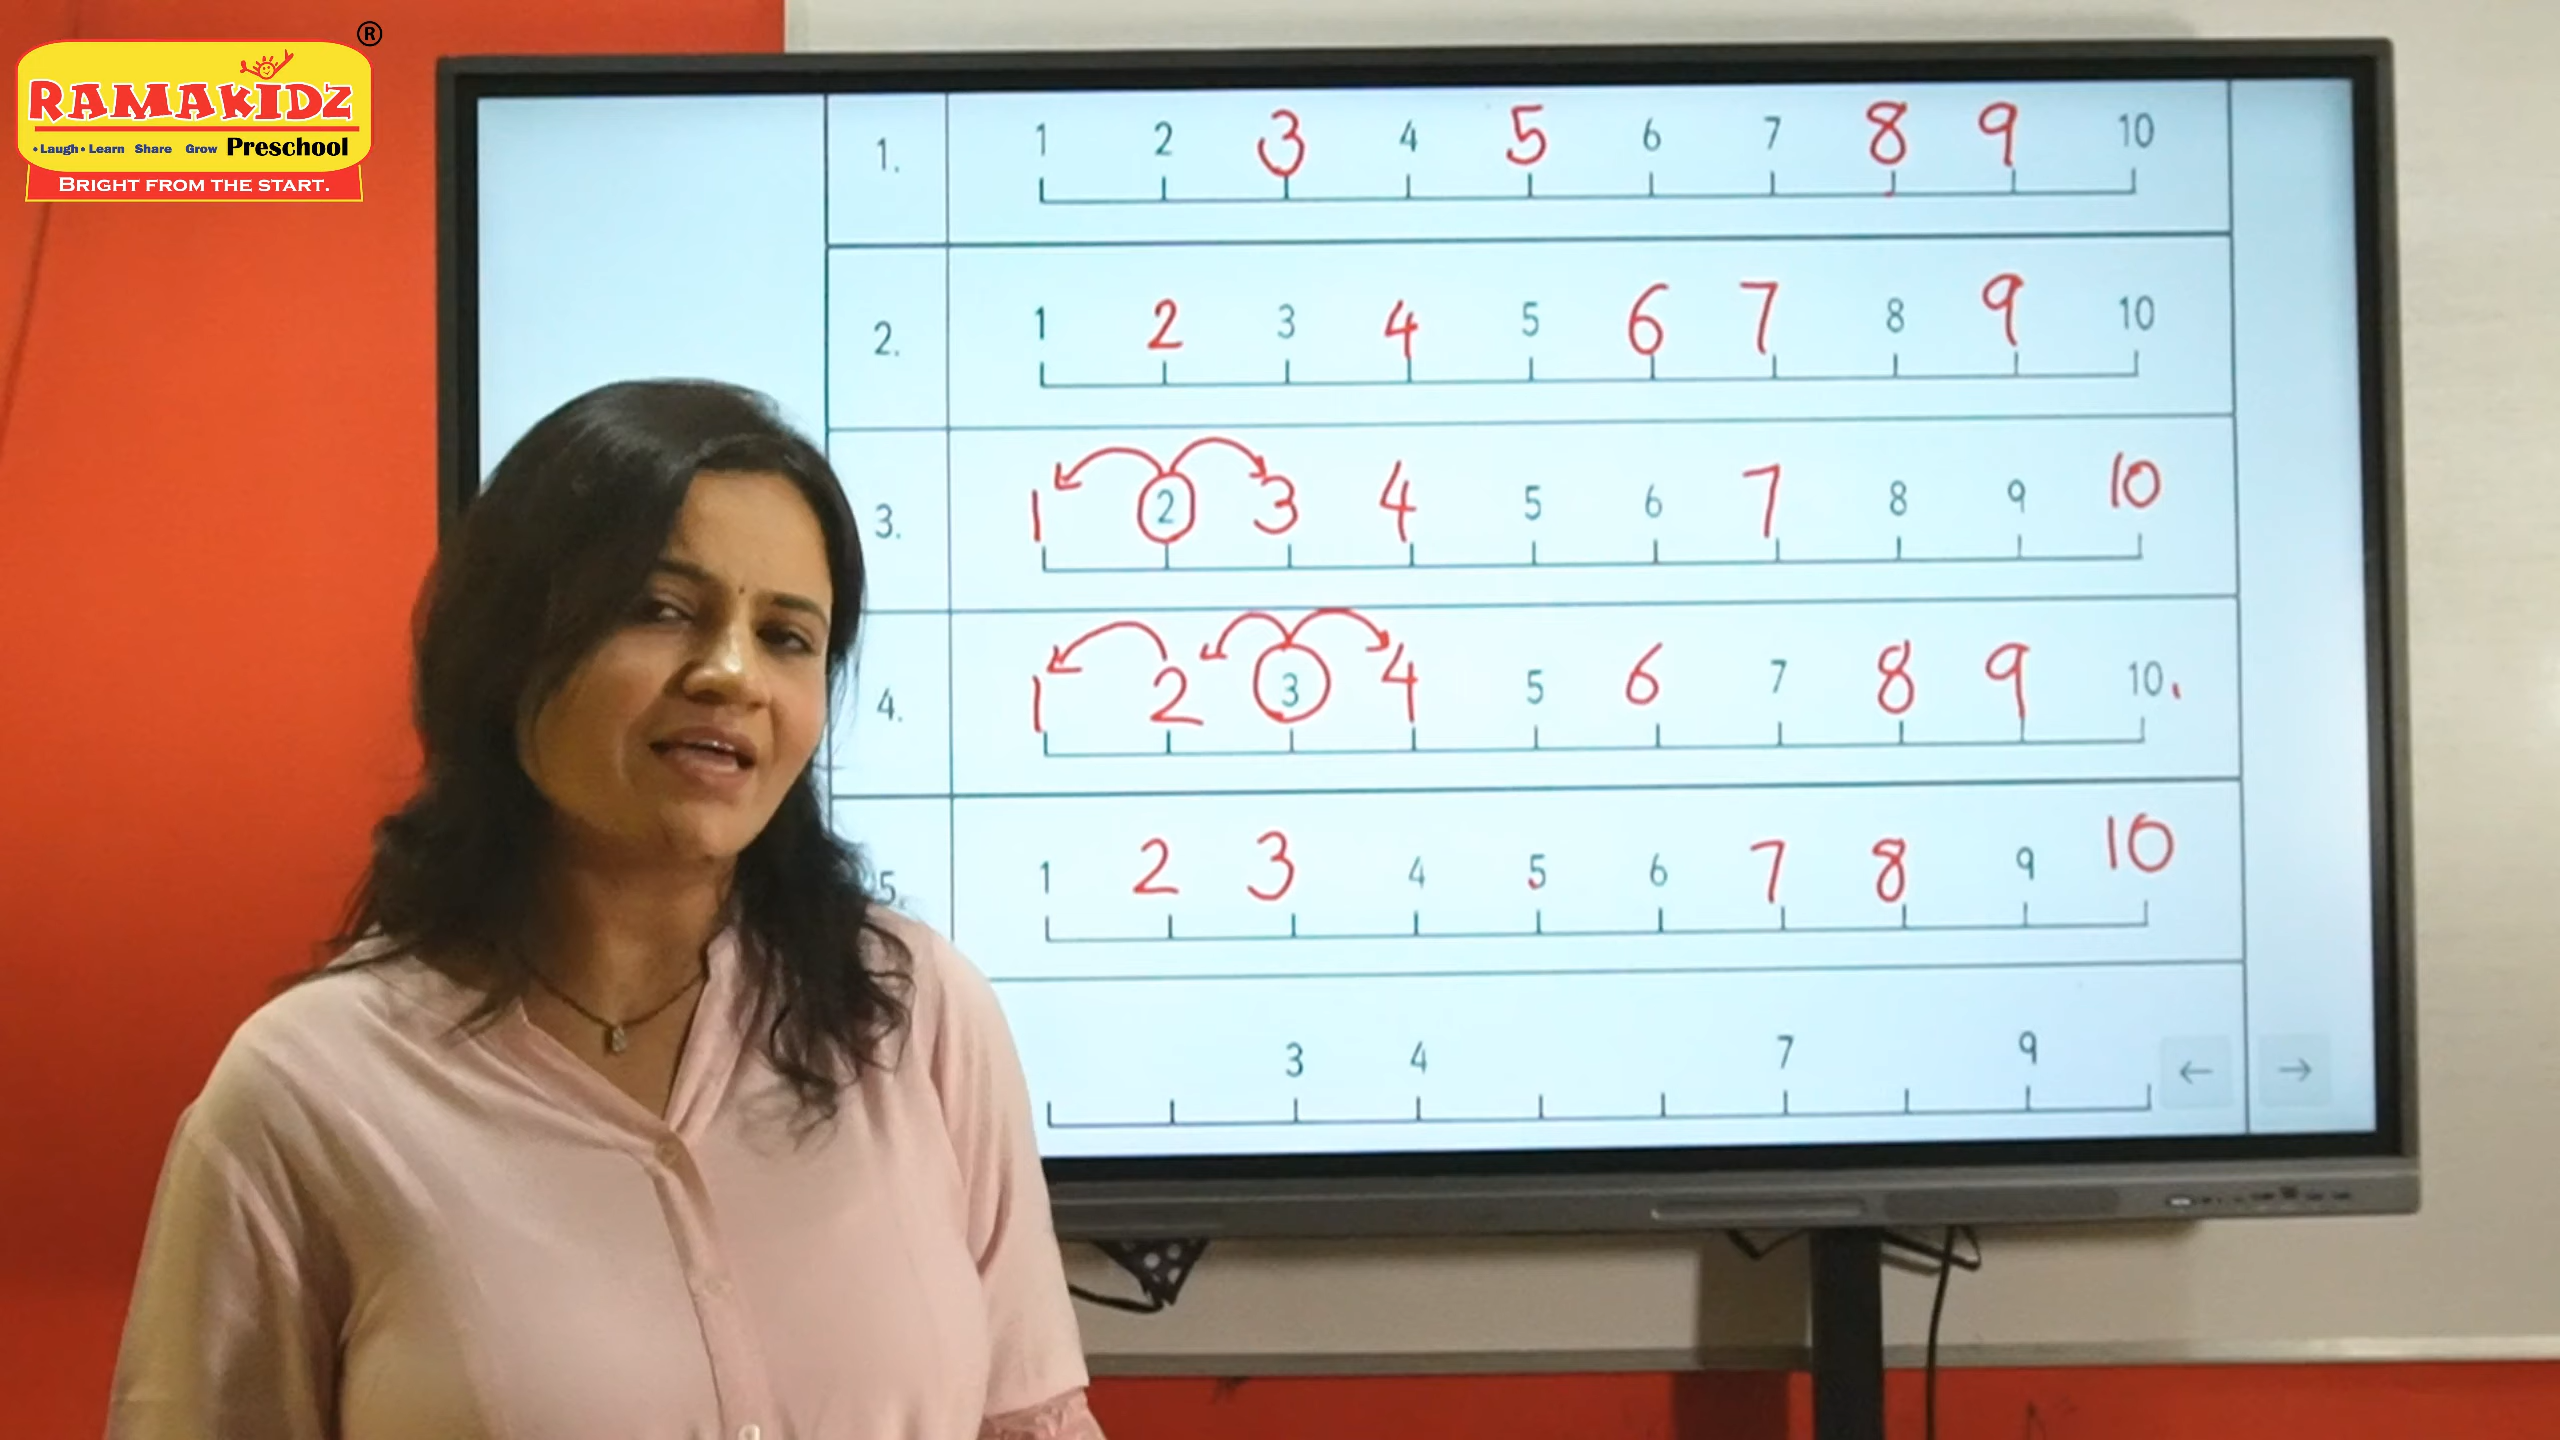 ®
RAMAKIDZ
• Laugh • Learn Share Grow Preschool
BRIGHT FROM THE START.
1. 1 2 3 4 5 6 7 8 9 10
2. 1 2 3 4 5 6 7 8 9 10
3. 1 2 3 4 5 6 7 8 9 10
4. 1 2 3 4 5 6 7 8 9 10
5. 1 2 3 4 5 6 7 8 9 10
3 4 7 9